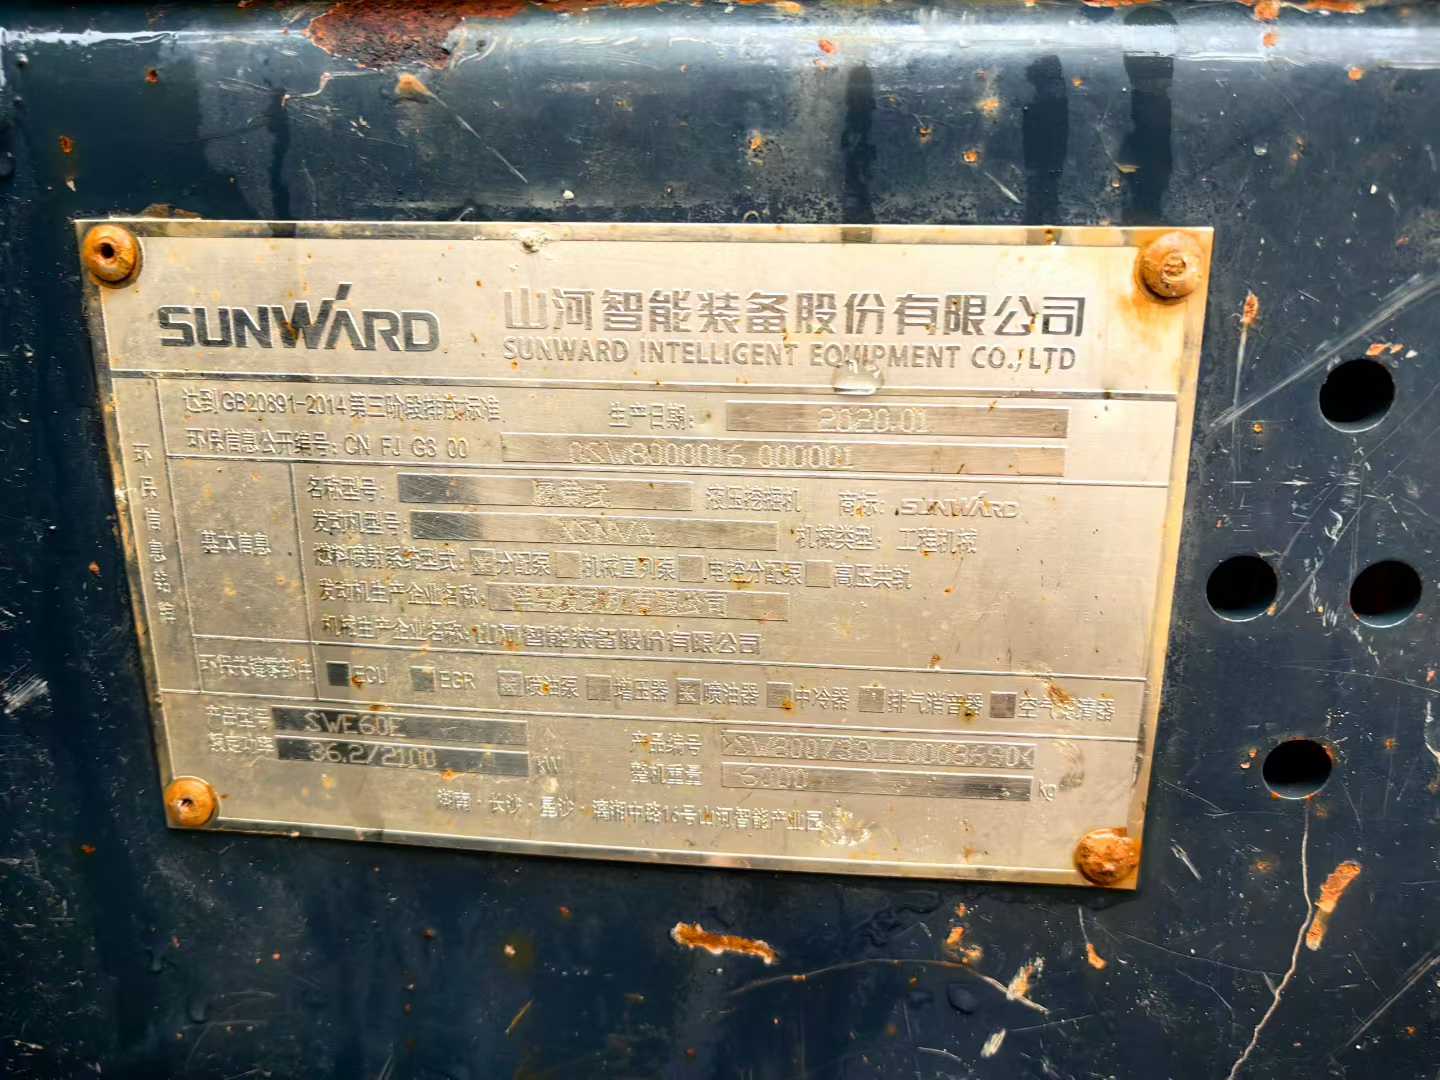 SUNWARD 山河智能装备股份有限公司
SUNWARD INTELLIGENT EQUIPMENT CO., LTD
环保信息铭牌
达到GB20891-2014第三阶段排放标准 生产日期: 2020.01
环保信息公开编号: CN FJ G3 00 0SW8000016 000001
基本信息
名称型号: 履带式 液压挖掘机 商标: SUNWARD
发动机型号: 机械类型: 工程机械
燃料喷射系统型式: 分配泵 机械直列泵 电控分配泵 高压共轨
发动机生产企业名称: 有限公司
机械生产企业名称: 山河智能装备股份有限公司
环保关键零部件 ECU EGR 喷油泵 增压器 喷油器 中冷器 排气消音器 空气滤清器
产品型号 SWE60E 产品编号
额定功率 36.2/2100 kW 整机重量 6000 kg
湖南·长沙·星沙·漓湘中路16号山河智能产业园